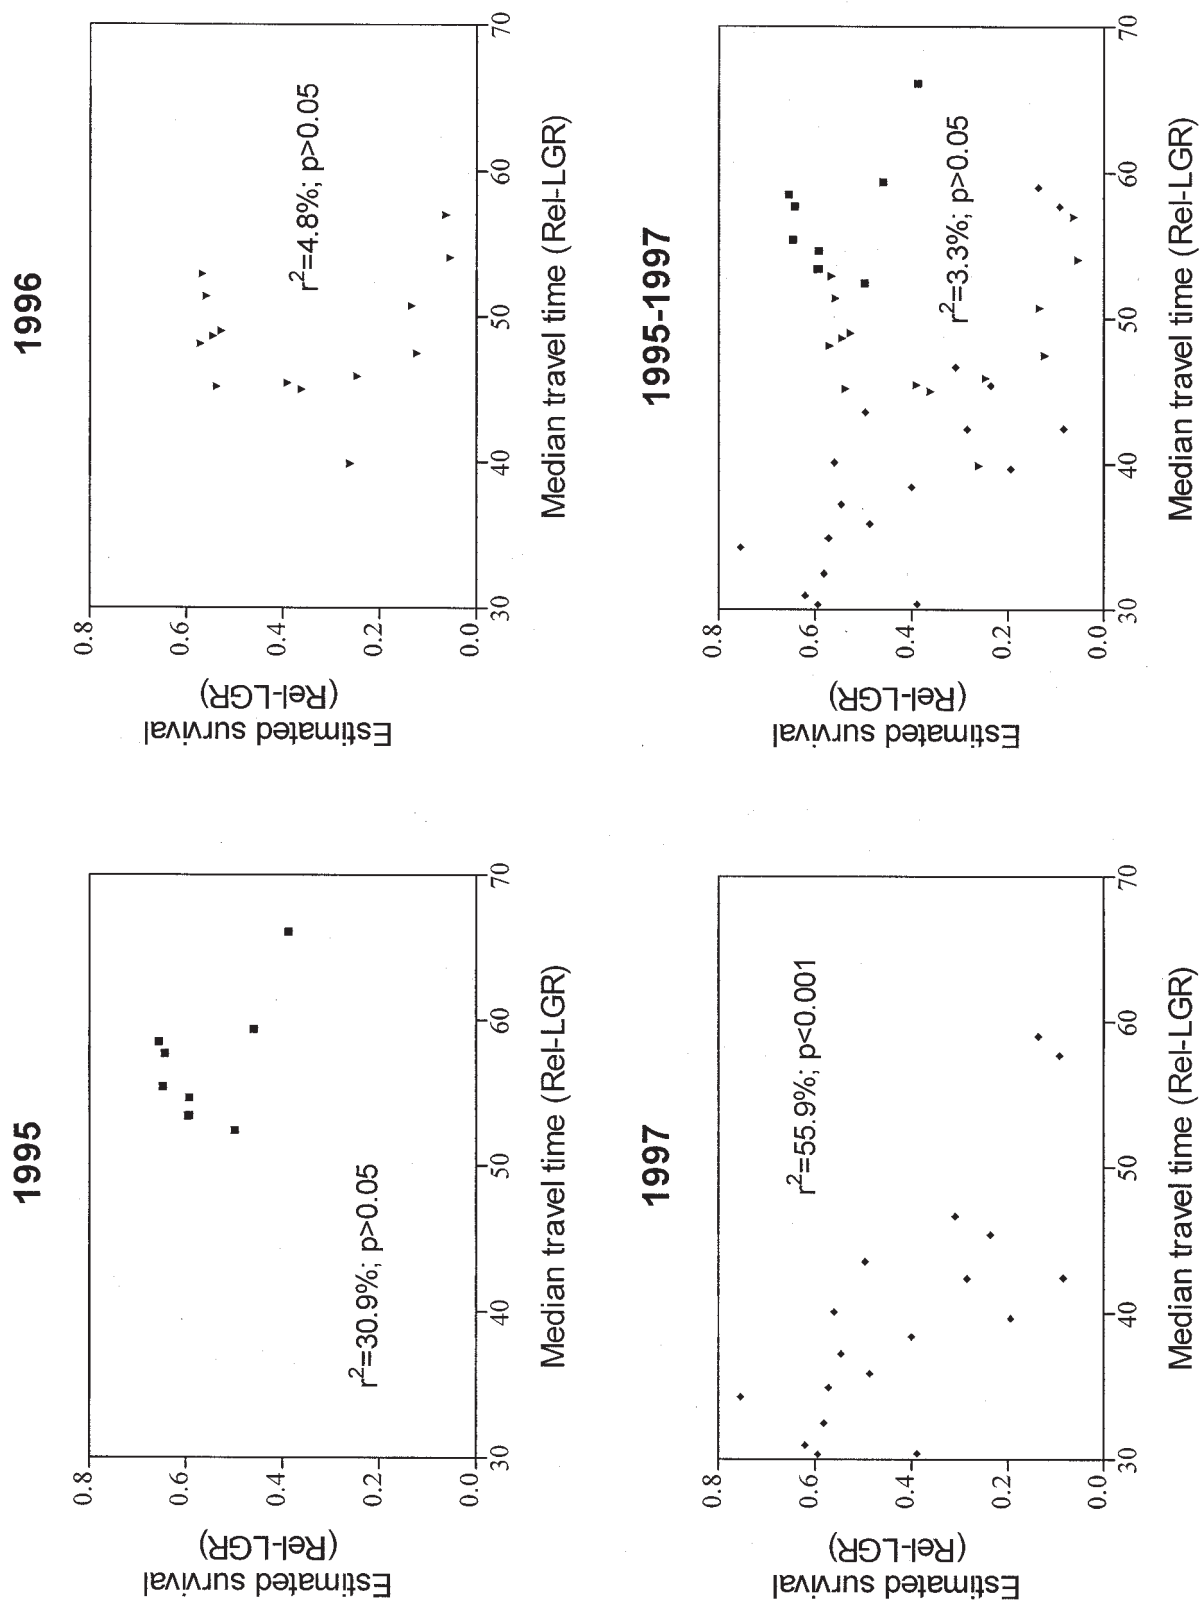 1995
Estimated survival
(Rel-LGR)
0.8
0.6
0.4
0.2
0.0
r²=30.9%; p>0.05
30
40
50
60
70
Median travel time (Rel-LGR)
1996
Estimated survival
(Rel-LGR)
0.8
0.6
0.4
0.2
0.0
r²=4.8%; p>0.05
30
40
50
60
70
Median travel time (Rel-LGR)
1997
Estimated survival
(Rel-LGR)
0.8
0.6
0.4
0.2
0.0
r²=55.9%; p<0.001
30
40
50
60
70
Median travel time (Rel-LGR)
1995-1997
Estimated survival
(Rel-LGR)
0.8
0.6
0.4
0.2
0.0
r²=3.3%; p>0.05
30
40
50
60
70
Median travel time (Rel-LGR)